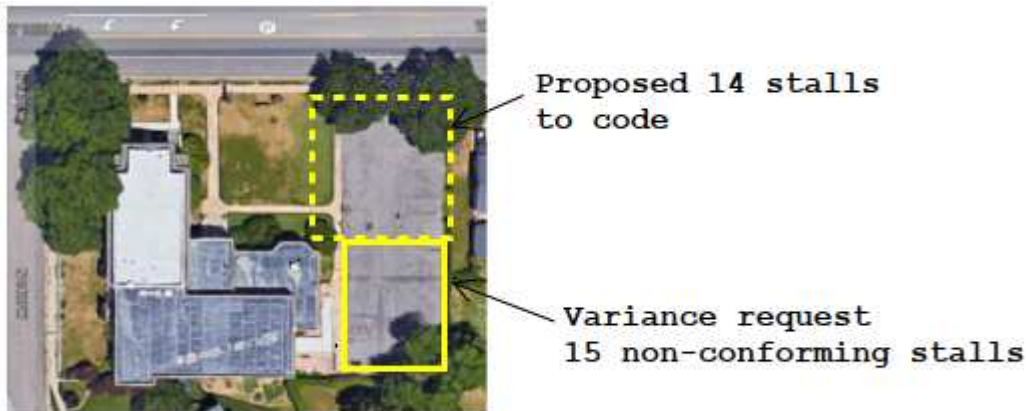 Proposed 14 stalls
to code
Variance request
15 non-conforming stalls